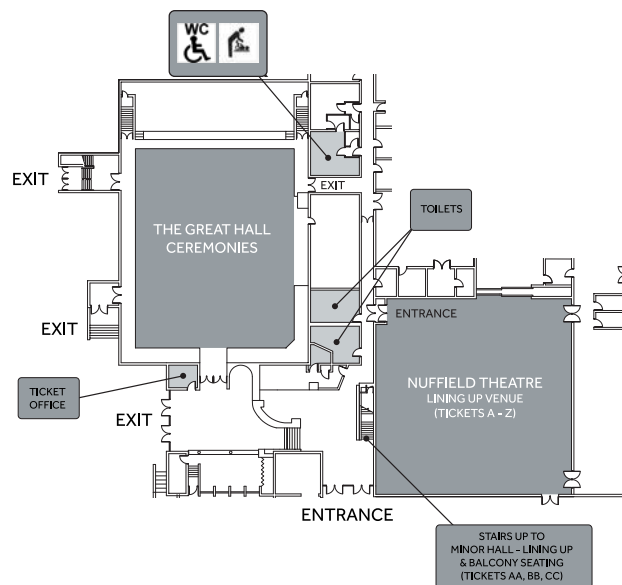 WC
EXIT
EXIT
TOILETS
THE GREAT HALL
CEREMONIES
ENTRANCE
EXIT
NUFFIELD THEATRE
LINING UP VENUE
(TICKETS A - Z)
TICKET
OFFICE
EXIT
ENTRANCE
STAIRS UP TO
MINOR HALL - LINING UP
& BALCONY SEATING
(TICKETS AA, BB, CC)